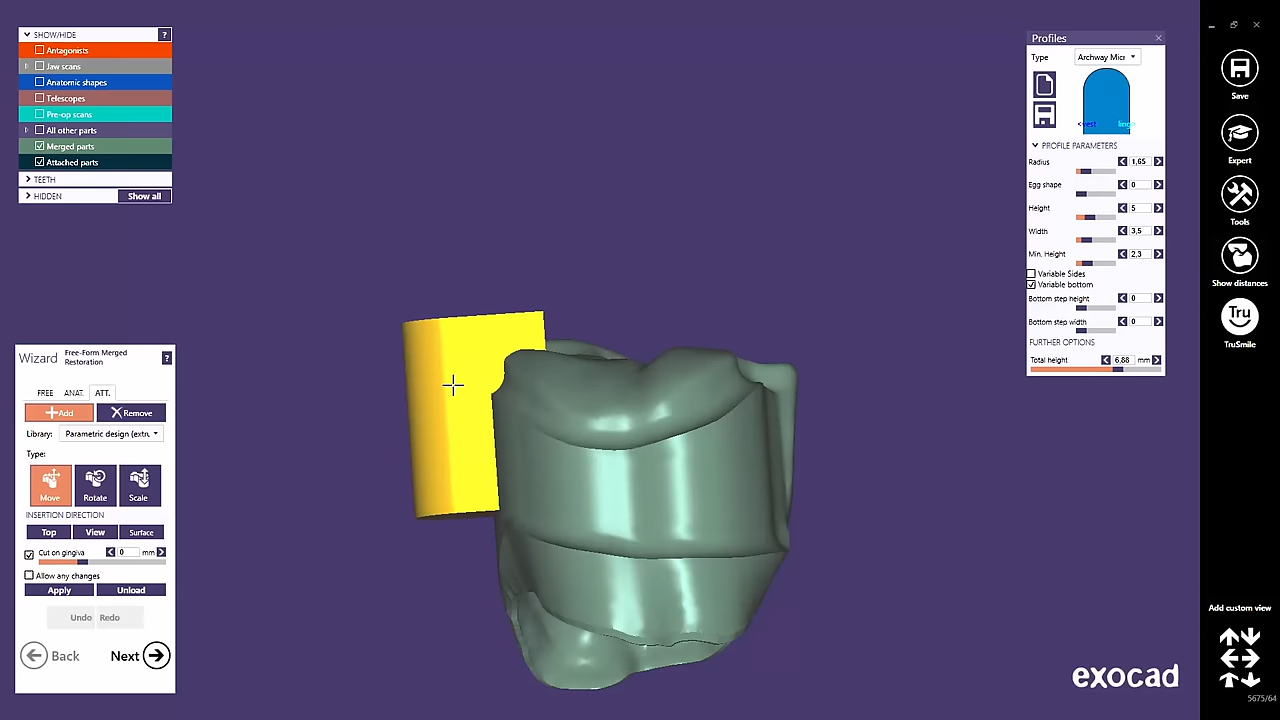 SHOW/HIDE ?
Antagonists
Jaw scans
Anatomic shapes
Telescopes
Pre-op scans
All other parts
Merged parts
Attached parts
TEETH
HIDDEN Show all
Wizard Free-Form Merged Restoration ?
FREE ANAT. ATT.
Add Remove
Library: Parametric design (extru
Type:
Move Rotate Scale
INSERTION DIRECTION
Top View Surface
Cut on gingiva 0 mm
Allow any changes
Apply Unload
Undo Redo
Back Next
Profiles
Type Archway Micr
<vest ling>
PROFILE PARAMETERS
Radius 1,65
Egg shape 0
Height 5
Width 3,5
Min. Height 2,3
Variable Sides
Variable bottom
Bottom step height 0
Bottom step width 0
FURTHER OPTIONS
Total height 6,88 mm
Save
Expert
Tools
Show distances
Tru
TruSmile
Add custom view
5675/64
exocad